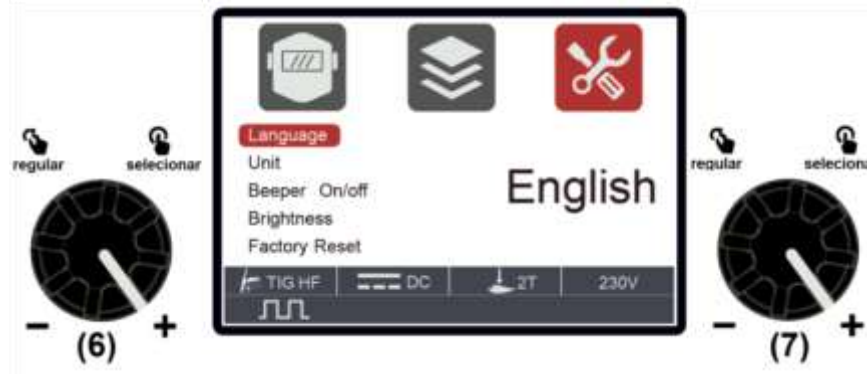 regular
selecionar
Language
Unit
Beeper On/off
Brightness
Factory Reset
English
TIG HF
DC
2T
230V
- (6) +
regular
seleciona
- (7) +